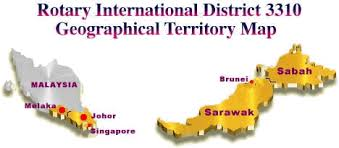 Rotary International District 3310
Geographical Territory Map
MALAYSIA
Melaka
Johor
Singapore
Brunei
Sabah
Sarawak